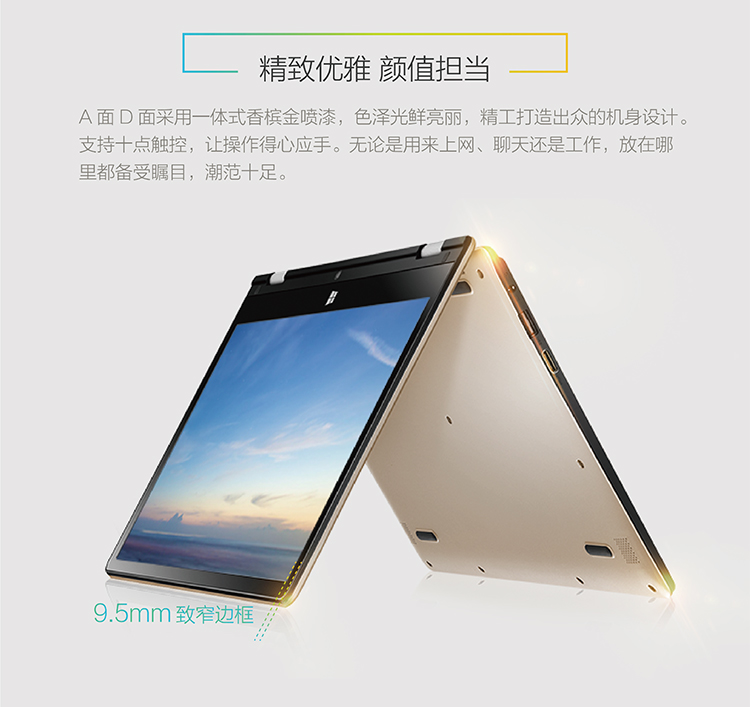 精致优雅 颜值担当
A 面 D 面采用一体式香槟金喷漆，色泽光鲜亮丽，精工打造出众的机身设计。
支持十点触控，让操作得心应手。无论是用来上网、聊天还是工作，放在哪
里都备受瞩目，潮范十足。
9.5mm 致窄边框